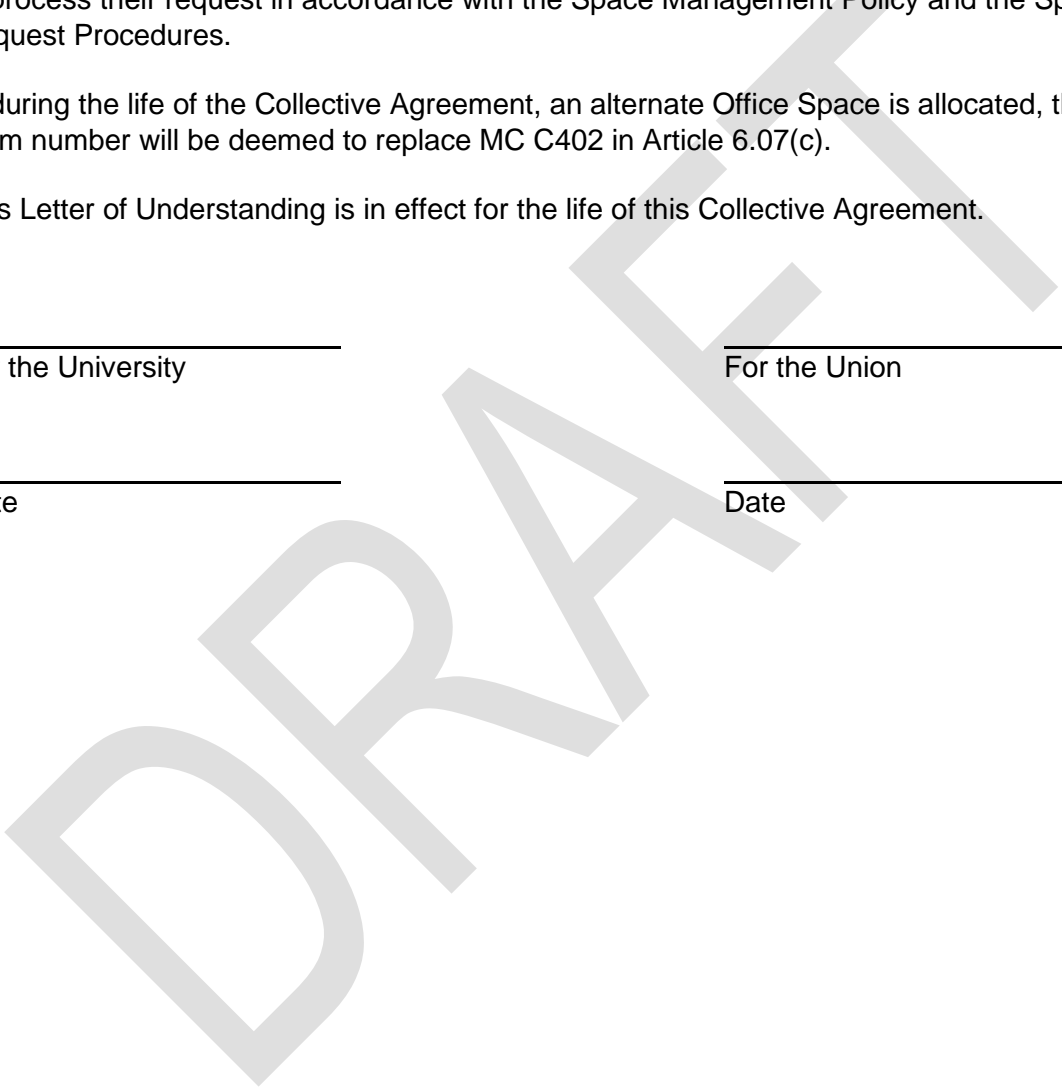 process their request in accordance with the Space Management Policy and the Sp
quest Procedures.
during the life of the Collective Agreement, an alternate Office Space is allocated, th
m number will be deemed to replace MC C402 in Article 6.07(c).
s Letter of Understanding is in effect for the life of this Collective Agreement.
the University For the Union
te Date
DRAFT